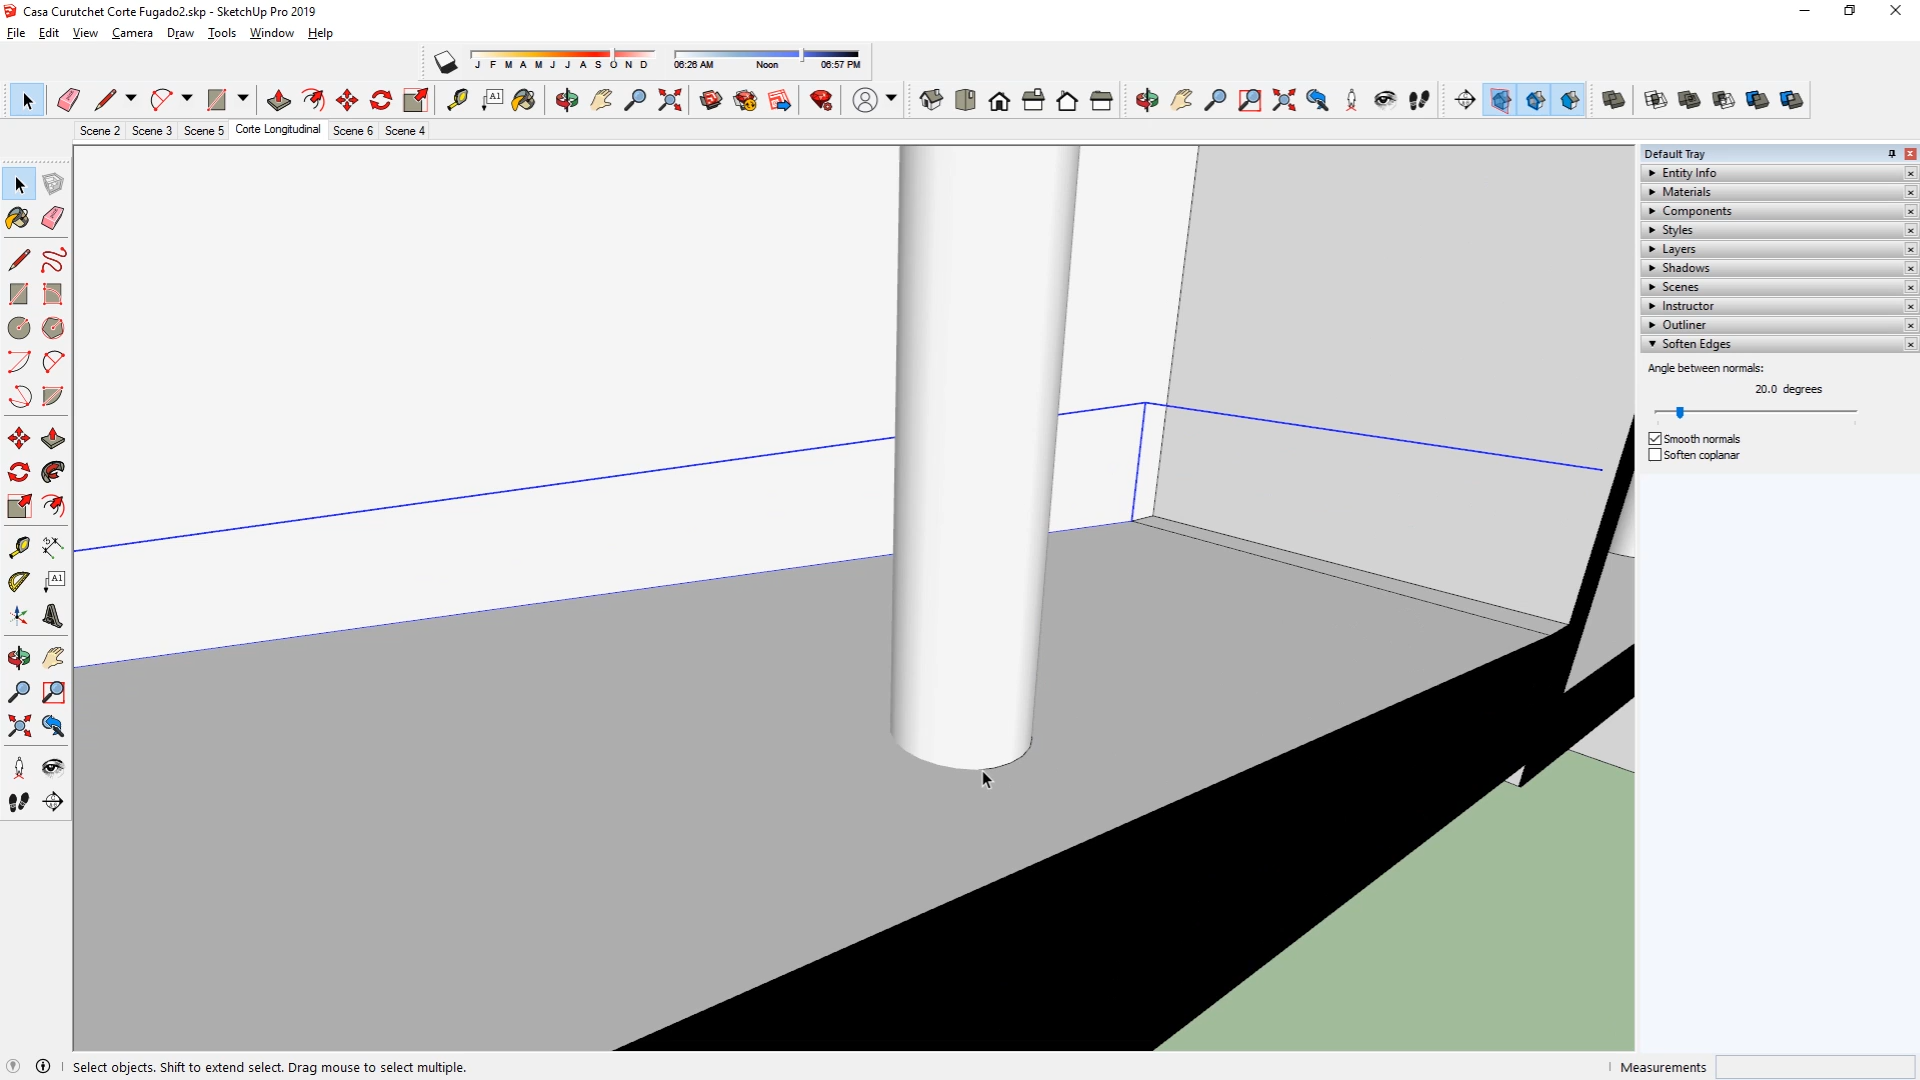 Casa Curutchet Corte Fugado2.skp - SketchUp Pro 2019
File Edit View Camera Draw Tools Window Help
J F M A M J J A S O N D
06:26 AM Noon 06:57 PM
A1
Scene 2 Scene 3 Scene 5 Corte Longitudinal Scene 6 Scene 4
Default Tray
Entity Info
Materials
Components
Styles
Layers
Shadows
Scenes
Instructor
Outliner
Soften Edges
Angle between normals:
20.0 degrees
Smooth normals
Soften coplanar
A1
Select objects. Shift to extend select. Drag mouse to select multiple.
Measurements